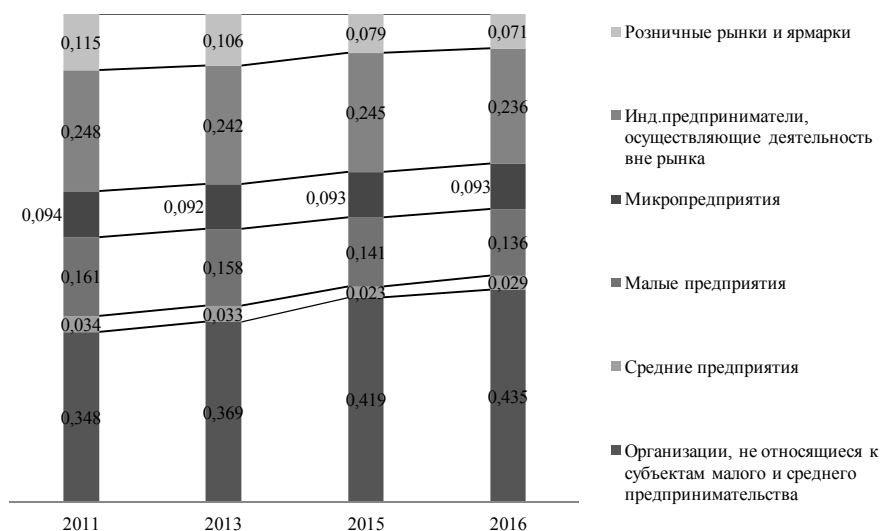 0,115
0,106
0,079
0,071
0,248
0,242
0,245
0,236
0,094
0,092
0,093
0,093
0,161
0,158
0,141
0,136
0,034
0,033
0,023
0,029
0,348
0,369
0,419
0,435
2011
2013
2015
2016
Розничные рынки и ярмарки
Инд.предприниматели,
осуществляющие деятельность
вне рынка
Микропредприятия
Малые предприятия
Средние предприятия
Организации, не относящиеся к
субъектам малого и среднего
предпринимательства